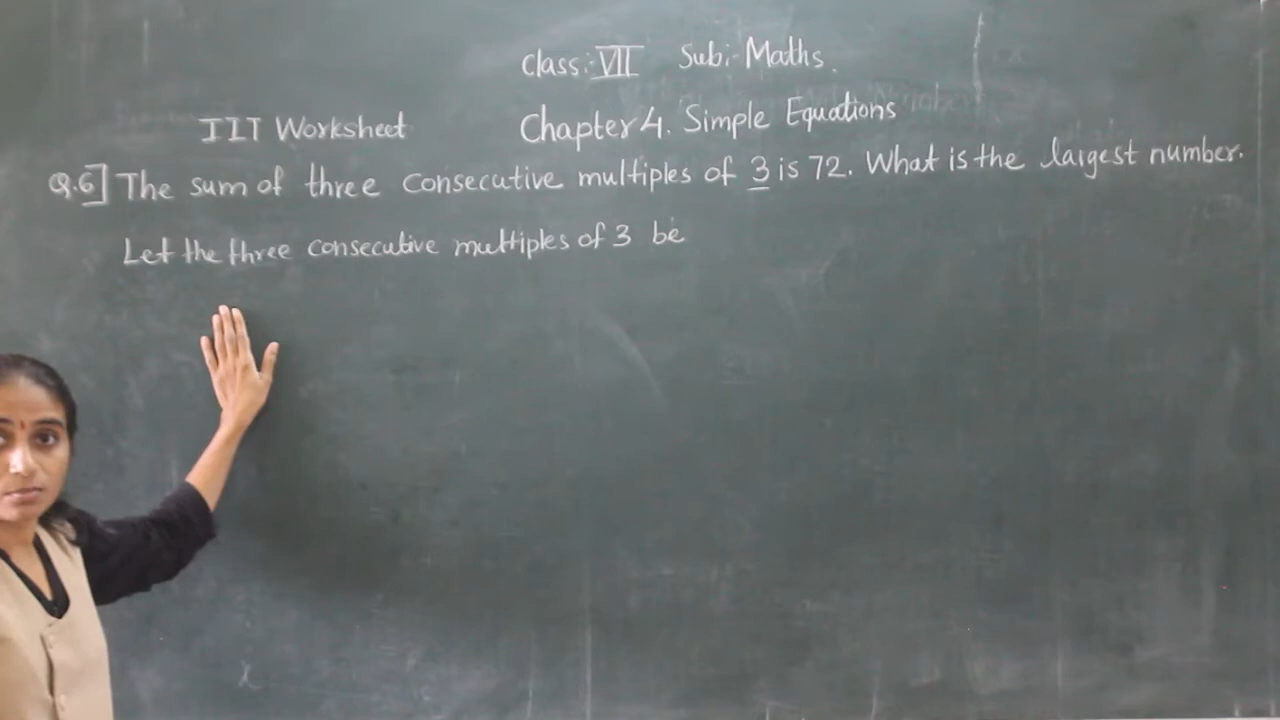 Class:- VII Sub:- Maths.
IIT Worksheet
Chapter 4. Simple Equations
Q.6] The sum of three consecutive multiples of 3 is 72. What is the largest number.
Let the three consecutive multiples of 3 be